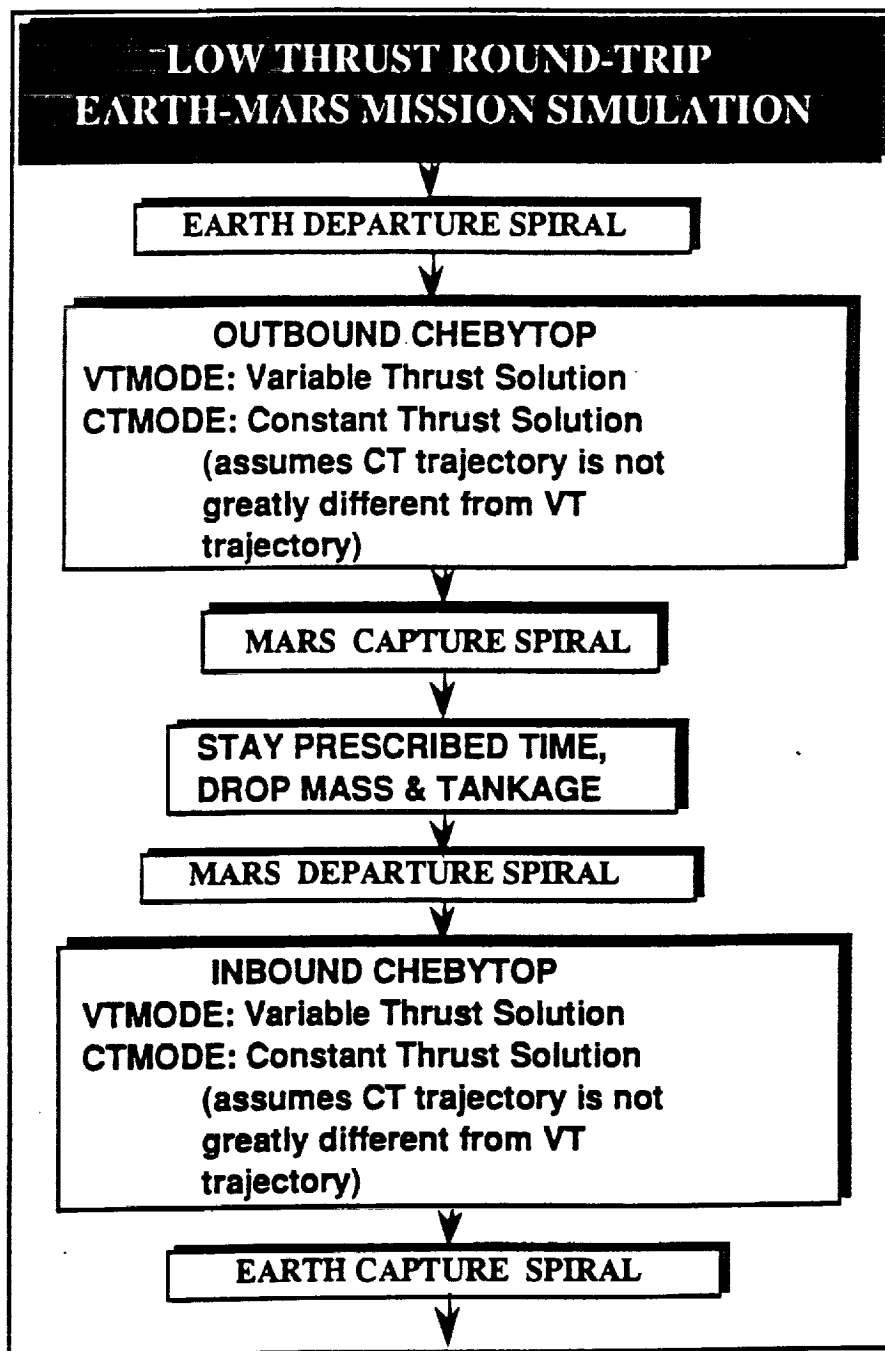 LOW THRUST ROUND-TRIP
EARTH-MARS MISSION SIMULATION
EARTH DEPARTURE SPIRAL
OUTBOUND CHEBYTOP
VTMODE: Variable Thrust Solution
CTMODE: Constant Thrust Solution
(assumes CT trajectory is not
greatly different from VT
trajectory)
MARS CAPTURE SPIRAL
STAY PRESCRIBED TIME,
DROP MASS & TANKAGE
MARS DEPARTURE SPIRAL
INBOUND CHEBYTOP
VTMODE: Variable Thrust Solution
CTMODE: Constant Thrust Solution
(assumes CT trajectory is not
greatly different from VT
trajectory)
EARTH CAPTURE SPIRAL